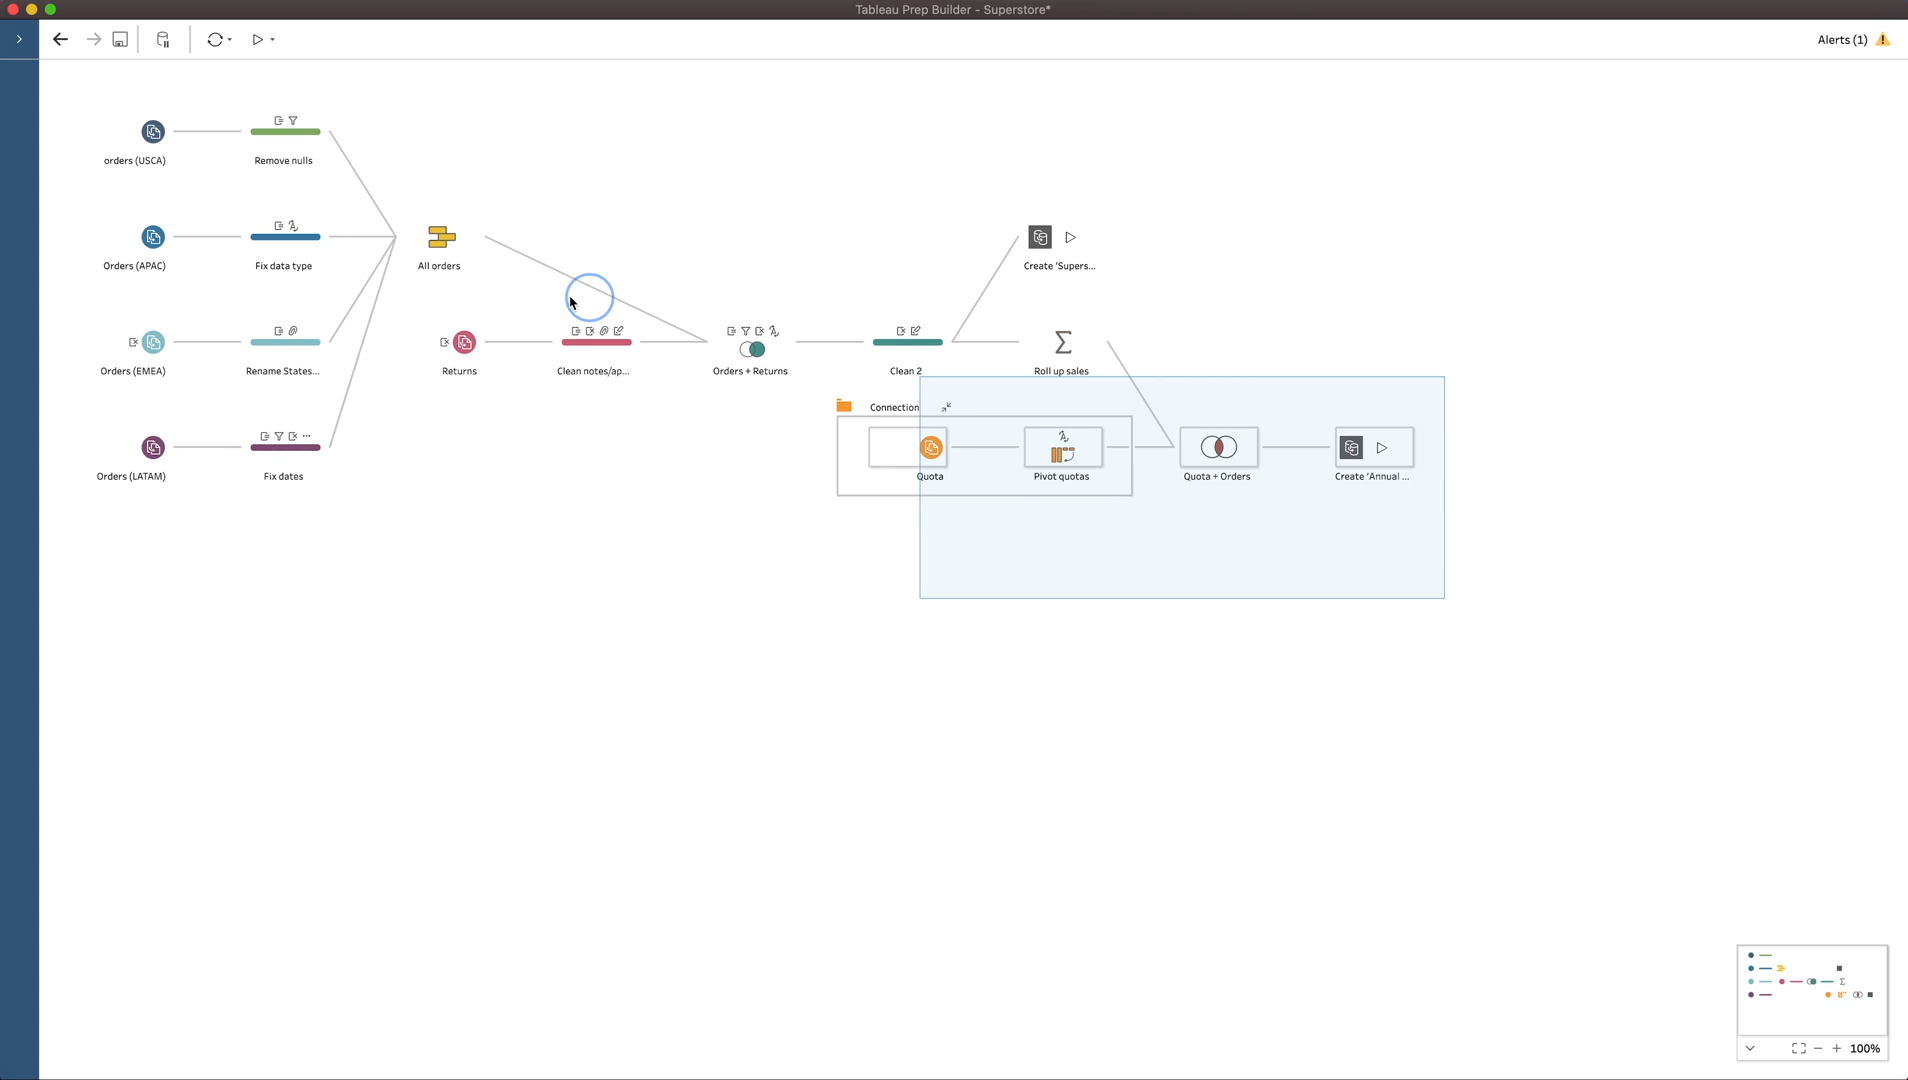 Tableau Prep Builder - Superstore*
Alerts (1)
orders (USCA)
Remove nulls
Orders (APAC)
Fix data type
All orders
Create 'Supers...
Orders (EMEA)
Rename States...
Returns
Clean notes/ap...
Orders + Returns
Clean 2
Roll up sales
Connection
Orders (LATAM)
Fix dates
Quota
Pivot quotas
Quota + Orders
Create 'Annual ...
100%